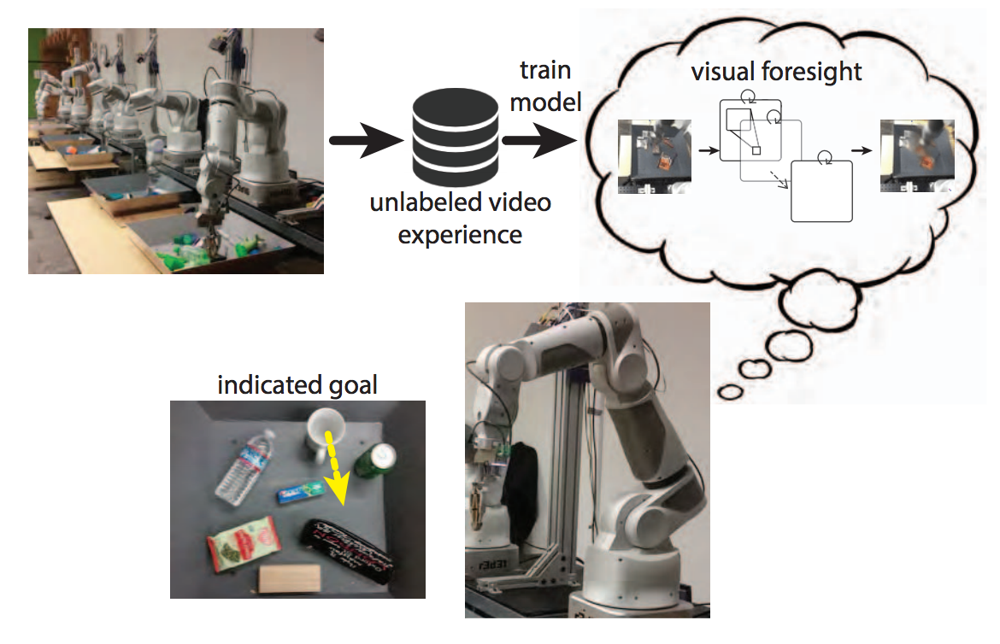 train
model
visual foresight
unlabeled video
experience
indicated goal